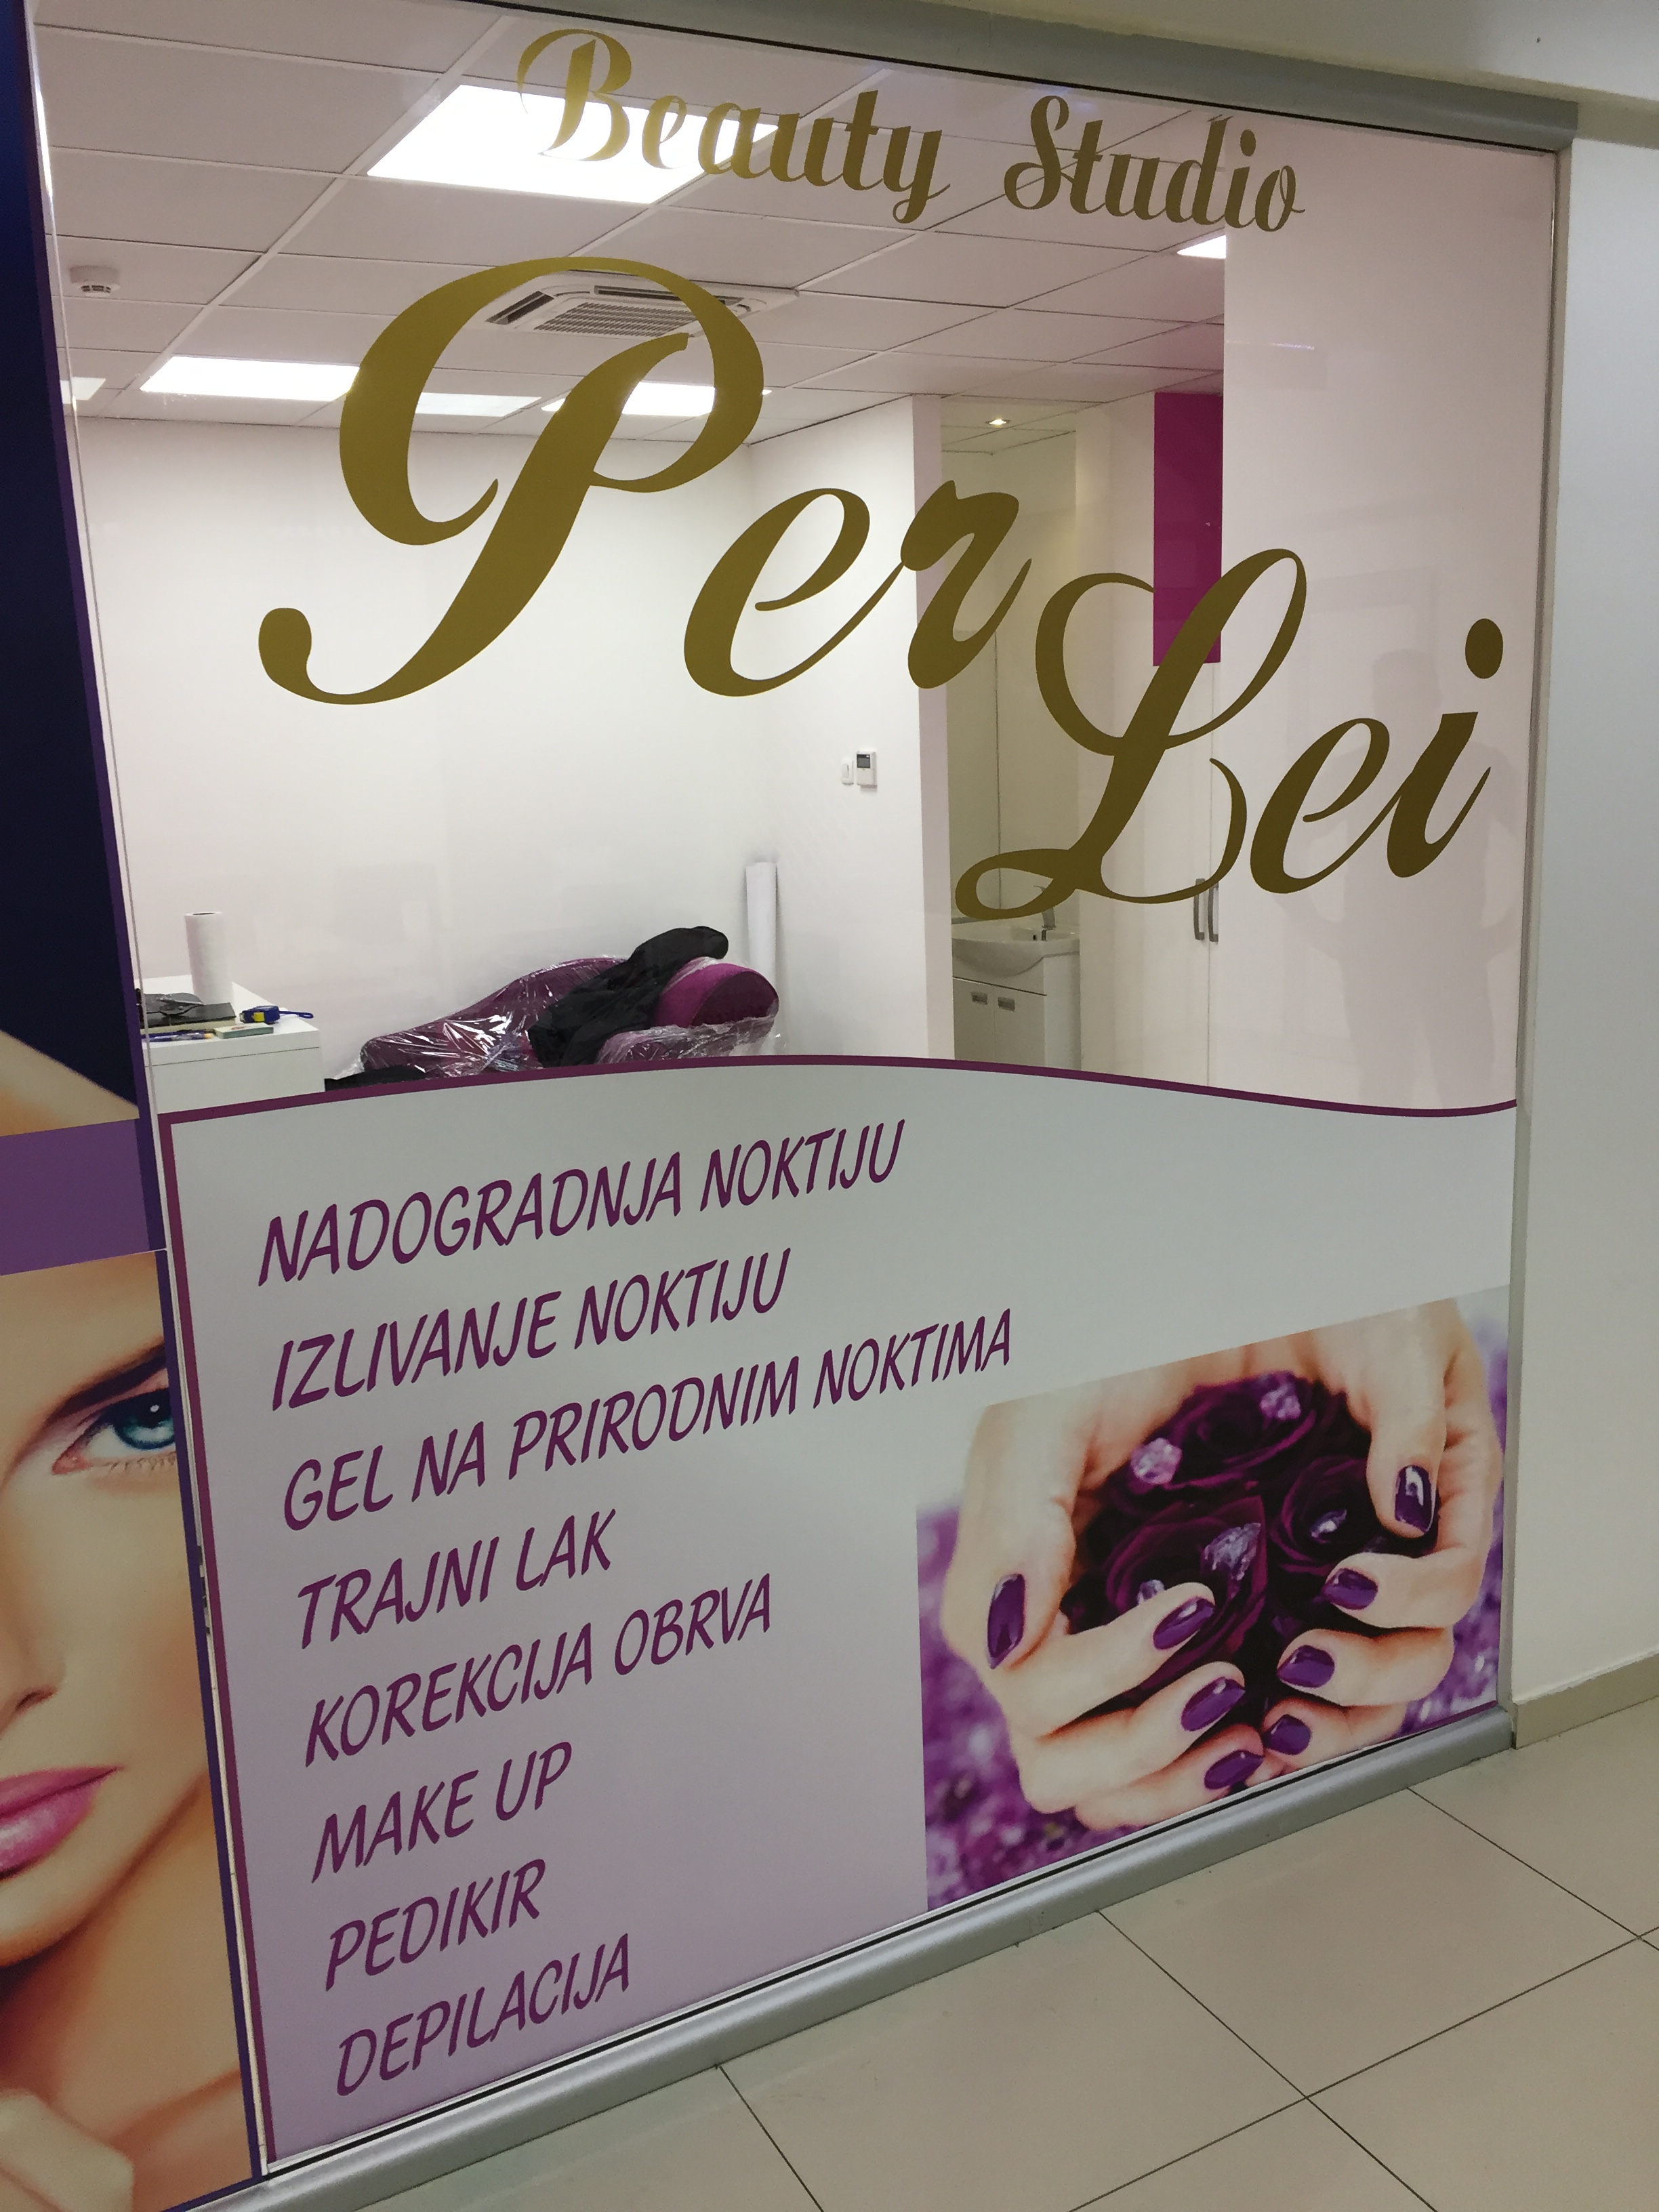 Beauty Studio
Per
Lei
NADOGRADNJA NOKTIJU
IZLIVANJE NOKTIJU
GEL NA PRIRODNIM NOKTIMA
TRAJNI LAK
KOREKCIJA OBRVA
MAKE UP
PEDIKIR
DEPILACIJA